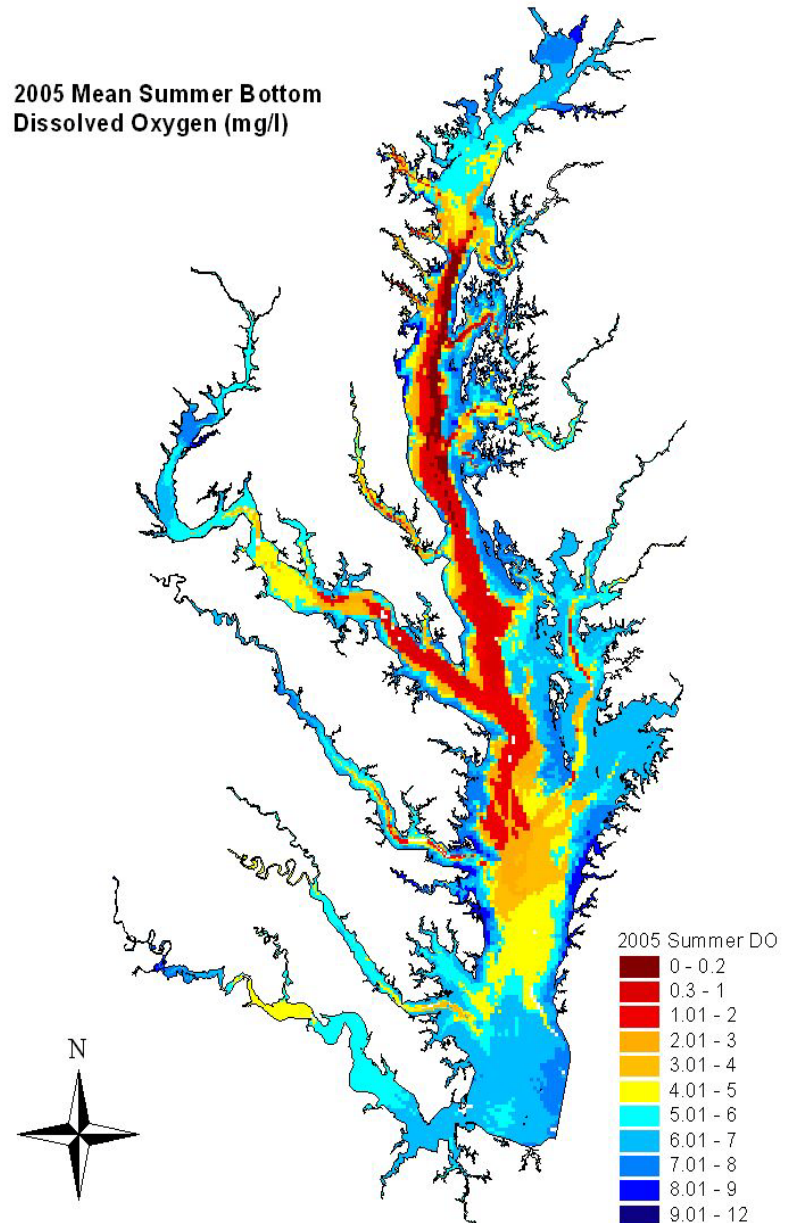 2005 Mean Summer Bottom
Dissolved Oxygen (mg/l)
N
2005 Summer DO
0 - 0.2
0.3 - 1
1.01 - 2
2.01 - 3
3.01 - 4
4.01 - 5
5.01 - 6
6.01 - 7
7.01 - 8
8.01 - 9
9.01 - 12